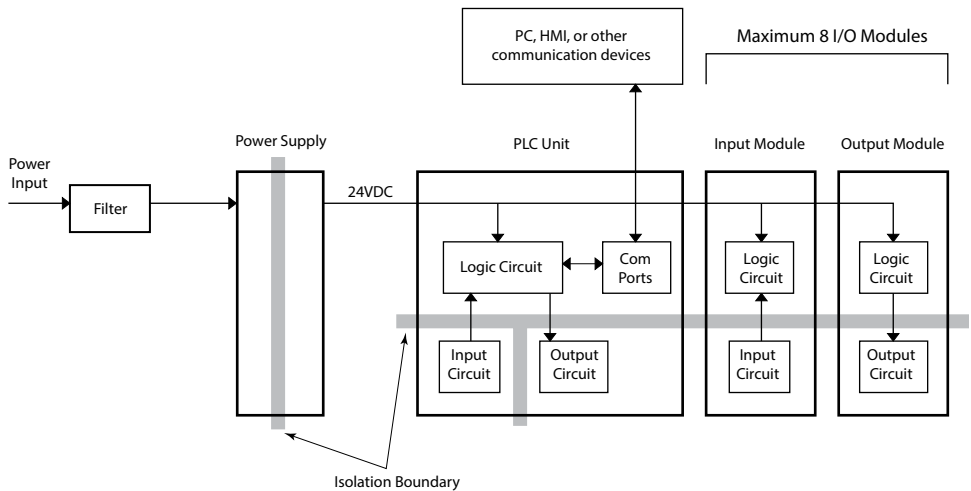 PC, HMI, or other
communication devices
Maximum 8 I/O Modules
Power Supply
PLC Unit
Input Module
Output Module
Power
Input
Filter
24VDC
Logic Circuit
Com
Ports
Logic
Circuit
Logic
Circuit
Input
Circuit
Output
Circuit
Input
Circuit
Output
Circuit
Isolation Boundary